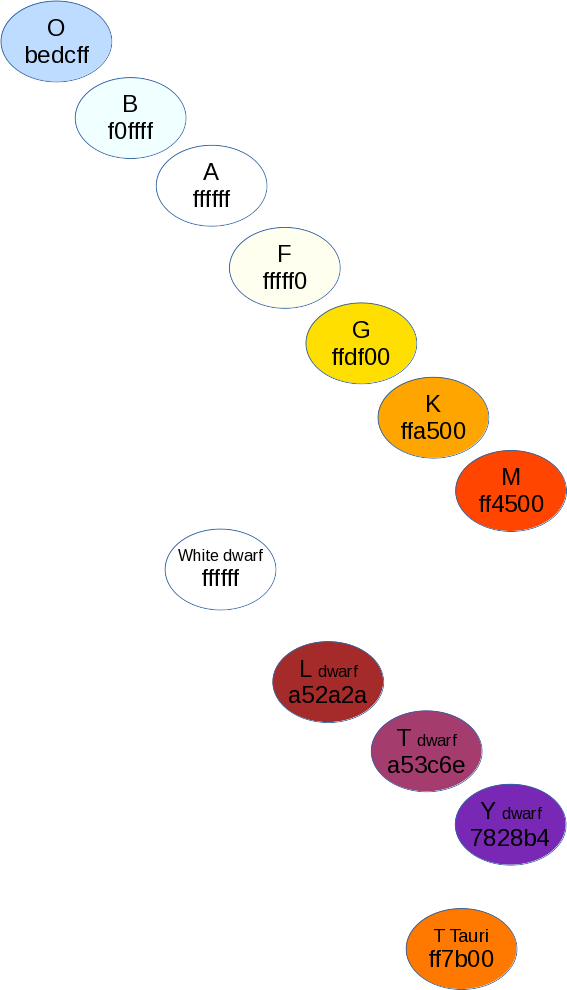 O
bedcff
B
f0ffff
A
ffffff
F
fffff0
G
ffdf00
K
ffa500
M
ff4500
White dwarf
ffffff
L dwarf
a52a2a
T dwarf
a53c6e
Y dwarf
7828b4
T Tauri
ff7b00